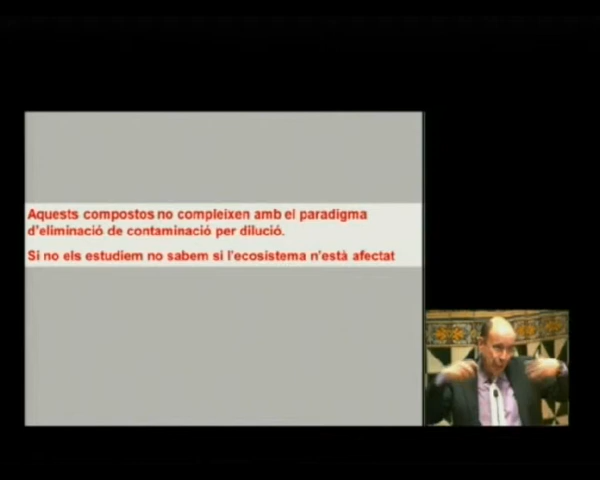 Aquests compostos no compleixen amb el paradigma
d'eliminació de contaminació per dilució.
Si no els estudiem no sabem si l'ecosistema n'està afectat